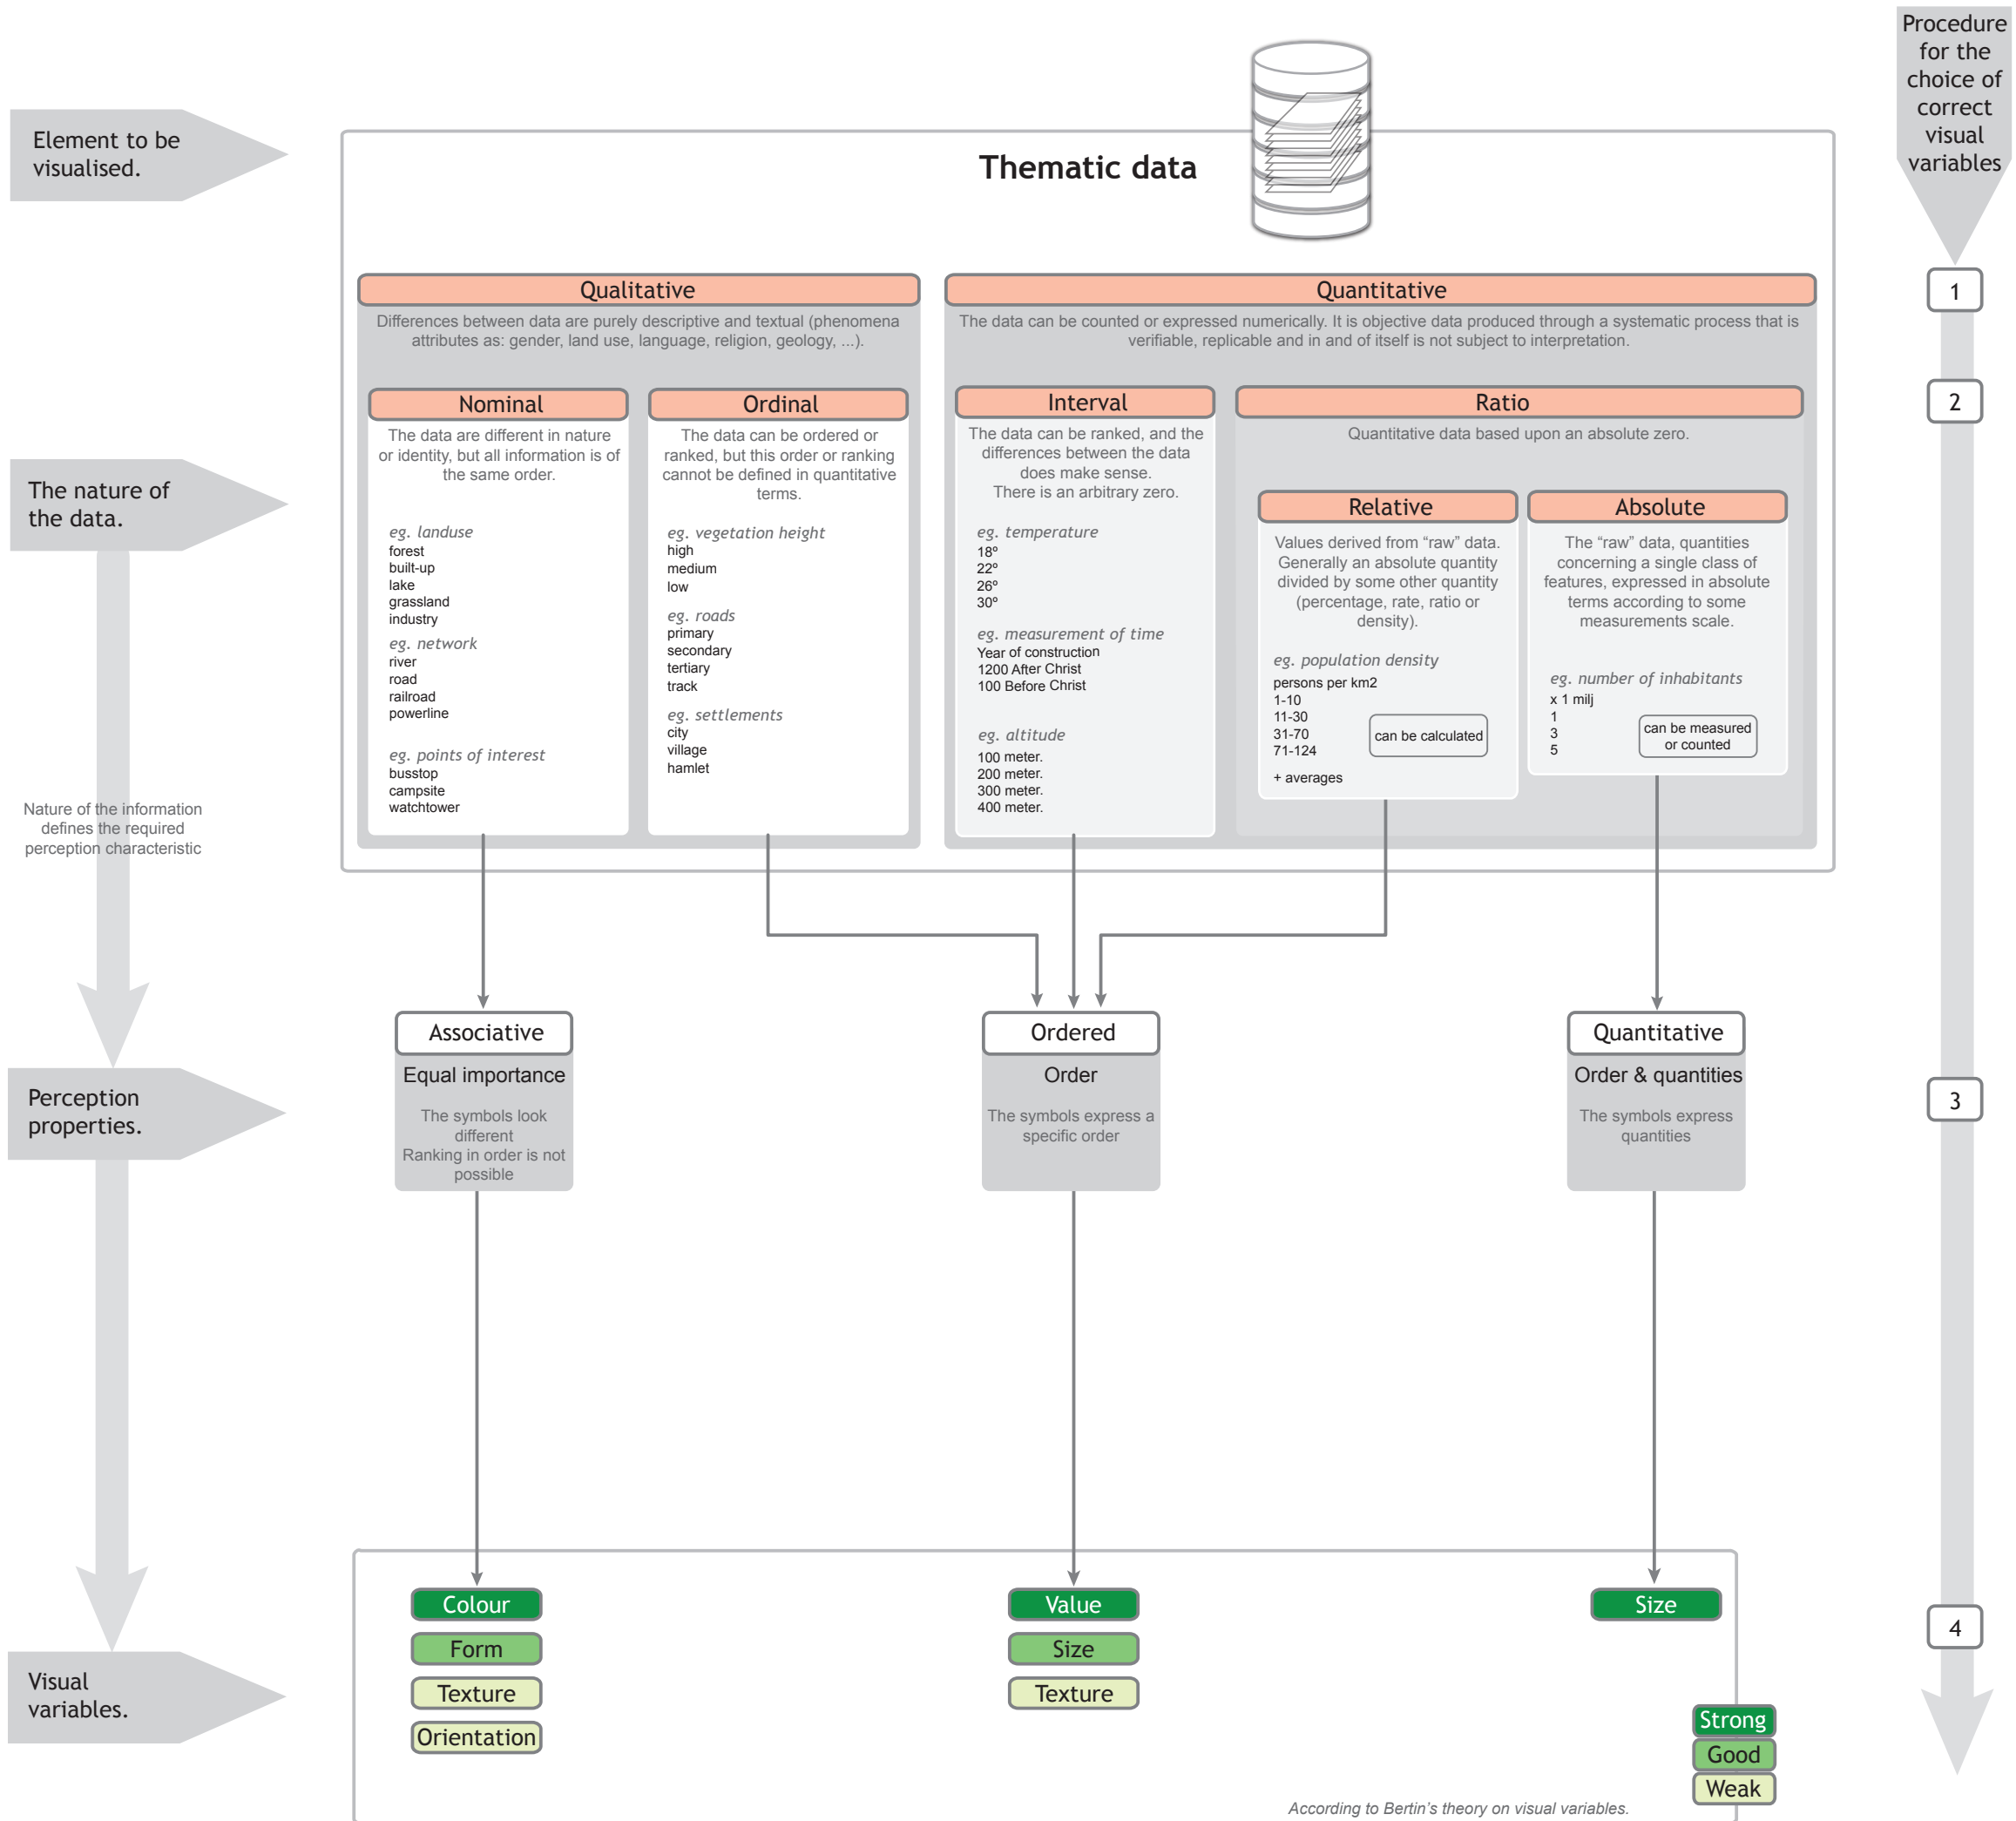 Procedure
for the
choice of
correct
visual
variables
Element to be
visualised.
Thematic data
1
Qualitative
Differences between data are purely descriptive and textual (phenomena
attributes as: gender, land use, language, religion, geology, ...).
Quantitative
The data can be counted or expressed numerically. It is objective data produced through a systematic process that is
verifiable, replicable and in and of itself is not subject to interpretation.
2
The nature of
the data.
Nominal
The data are different in nature
or identity, but all information is of
the same order.
eg. landuse
forest
built-up
lake
grassland
industry
eg. network
river
road
railroad
powerline
eg. points of interest
busstop
campsite
watchtower
Ordinal
The data can be ordered or
ranked, but this order or ranking
cannot be defined in quantitative
terms.
eg. vegetation height
high
medium
low
eg. roads
primary
secondary
tertiary
track
eg. settlements
city
village
hamlet
Interval
The data can be ranked, and the
differences between the data
does make sense.
There is an arbitrary zero.
eg. temperature
18º
22º
26º
30º
eg. measurement of time
Year of construction
1200 After Christ
100 Before Christ
eg. altitude
100 meter.
200 meter.
300 meter.
400 meter.
Ratio
Quantitative data based upon an absolute zero.
Relative
Values derived from “raw” data.
Generally an absolute quantity
divided by some other quantity
(percentage, rate, ratio or
density).
eg. population density
persons per km2
1-10
11-30
31-70
71-124
+ averages
can be calculated
Absolute
The “raw” data, quantities
concerning a single class of
features, expressed in absolute
terms according to some
measurements scale.
eg. number of inhabitants
x 1 milj
1
3
5
can be measured
or counted
Nature of the information
defines the required
perception characteristic
Perception
properties.
Associative
Equal importance
The symbols look
different
Ranking in order is not
possible
Ordered
Order
The symbols express a
specific order
Quantitative
Order & quantities
The symbols express
quantities
3
Visual
variables.
Colour
Form
Texture
Orientation
Value
Size
Texture
Size
4
Strong
Good
Weak
According to Bertin’s theory on visual variables.